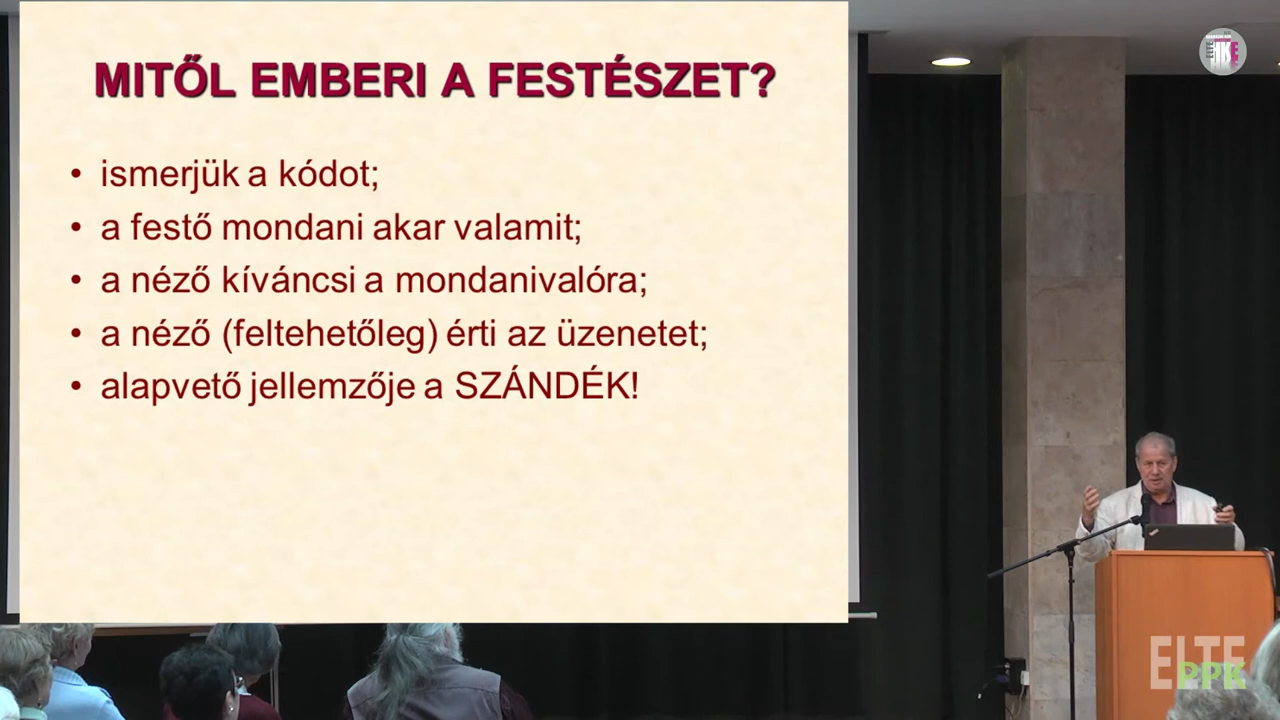 MITŐL EMBERI A FESTÉSZET?
• ismerjük a kódot;
• a festő mondani akar valamit;
• a néző kíváncsi a mondanivalóra;
• a néző (feltehetőleg) érti az üzenetet;
• alapvető jellemzője a SZÁNDÉK!
ELTE
PPK